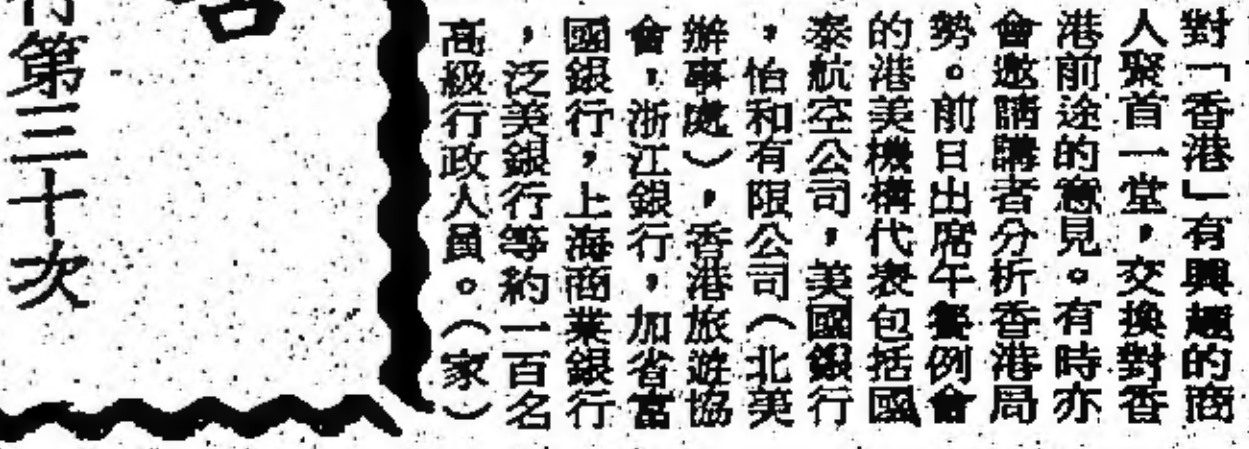 對「香港」有興趣的商
人聚首一堂，交換對香
港前途的意見。有時亦
會邀請講者分析香港局
勢。前日出席午餐例會
的港美機構代表包括國
泰航空公司，美國銀行
，怡和有限公司（北美
辦事處），香港旅遊協
會，浙江銀行，加省富
國銀行，上海商業銀行
，泛美銀行等約一百名
高級行政人員。（家）
第三十次